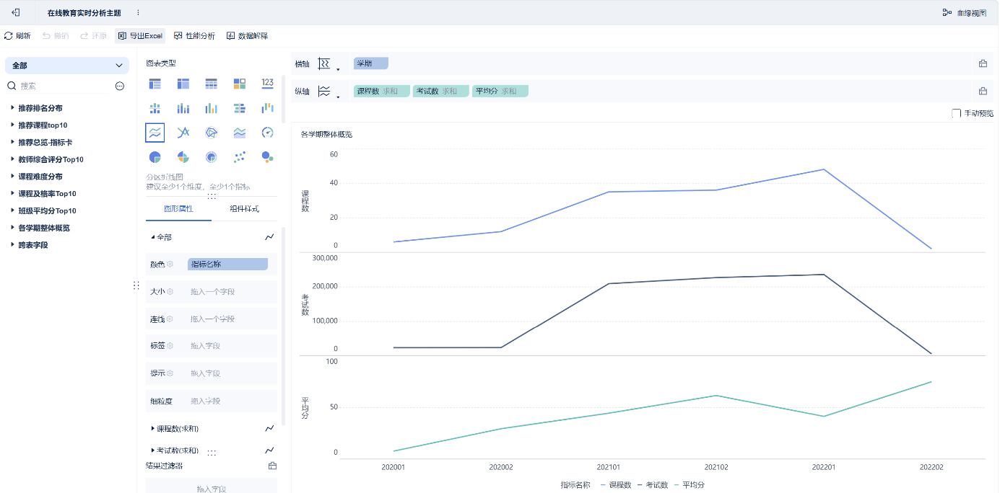 在线教育实时分析主题
血缘视图
刷新 撤销 还原 导出Excel 性能分析 数据解释
全部
搜索
推荐排名分布
推荐课程top10
推荐总览-指标卡
教师综合评分Top10
课程难度分布
课程及格率Top10
班级平均分Top10
各学期整体概览
跨表字段
图表类型
123
分区折线图
建议至少1个维度，至少1个指标
图形属性 组件样式
全部
颜色 指标名称
大小 拖入一个字段
连线 拖入一个字段
标签 拖入字段
提示 拖入字段
细粒度 拖入字段
课程数(求和)
考试数(求和)
结果过滤器
拖入字段
横轴 学期
纵轴 课程数 求和 考试数 求和 平均分 求和
手动预览
各学期整体概览
60
40
20
0
课程数
300,000
200,000
100,000
0
考试数
100
50
0
平均分
202001 202002 202101 202102 202201 202202
指标名称 课程数 考试数 平均分